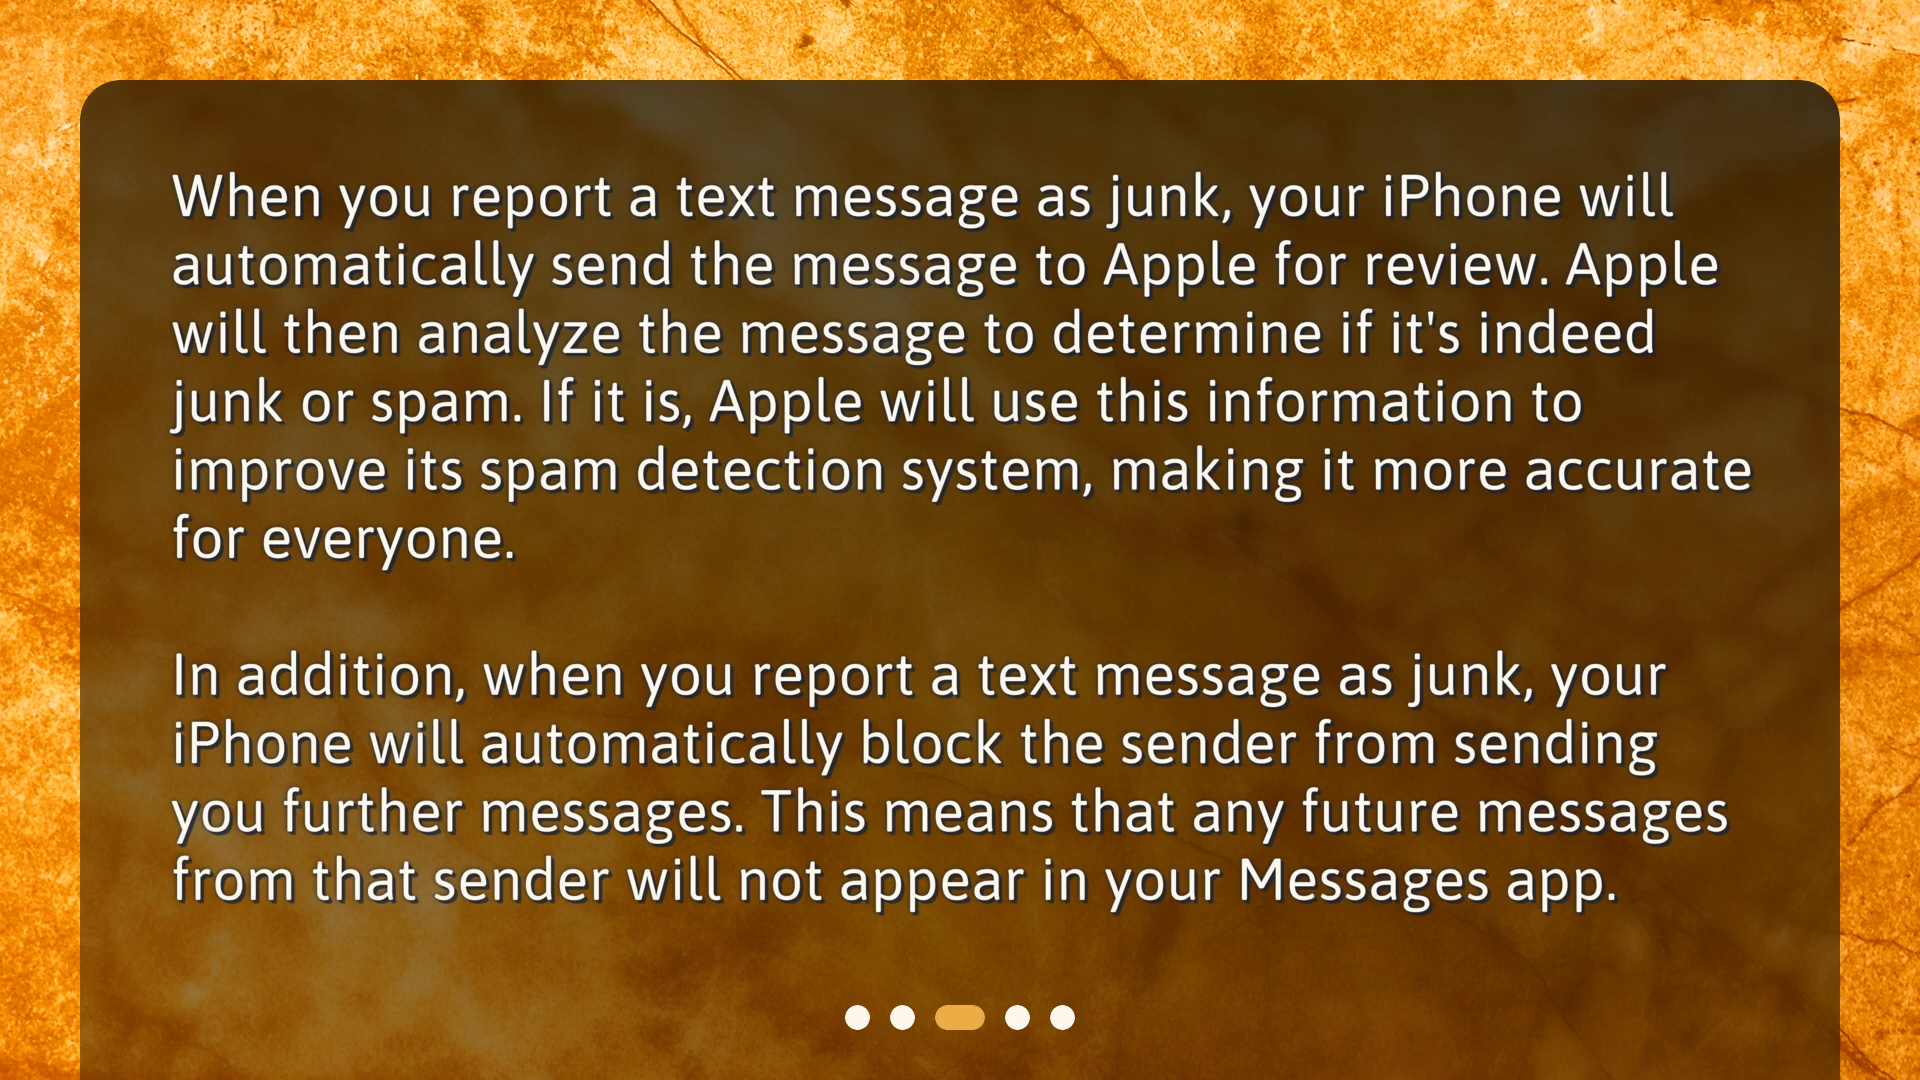 When you report a text message as junk, your iPhone will
automatically send the message to Apple for review. Apple
will then analyze the message to determine if it's indeed
junk or spam. If it is, Apple will use this information to
improve its spam detection system, making it more accurate
for everyone.
In addition, when you report a text message as junk, your
iPhone will automatically block the sender from sending
you further messages. This means that any future messages
from that sender will not appear in your Messages app.